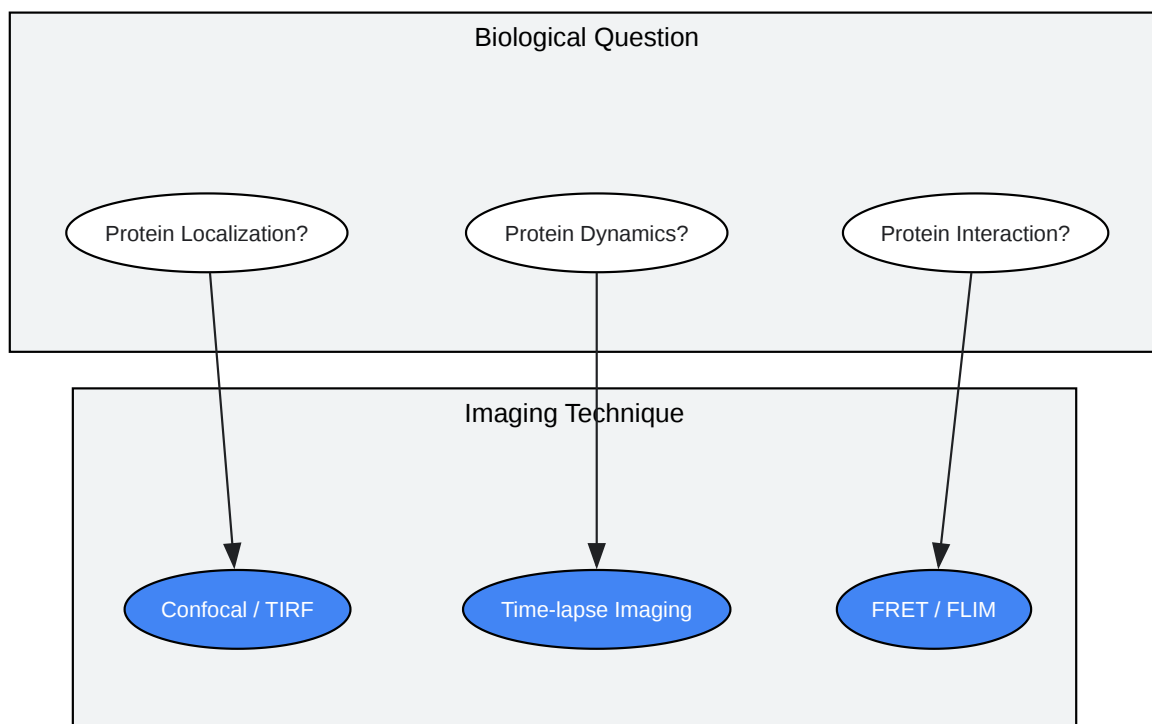 Biological Question
Protein Localization?
Protein Dynamics?
Protein Interaction?
Imaging Technique
Confocal / TIRF
Time-lapse Imaging
FRET / FLIM